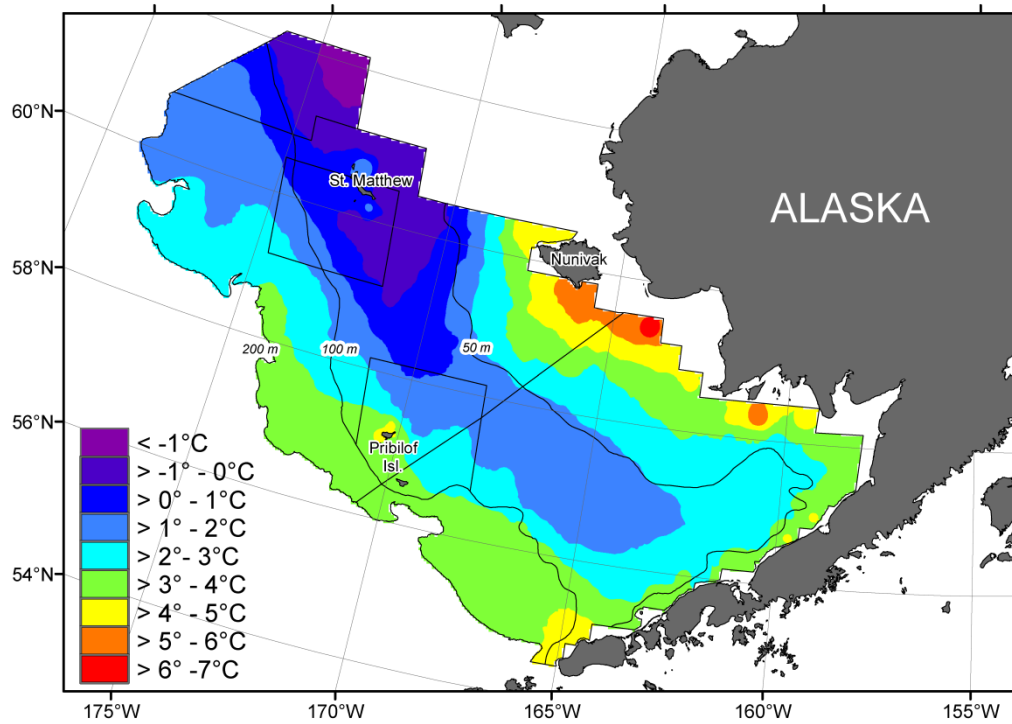 60°N
58°N
56°N
54°N
ALASKA
St. Matthew
Nunivak
200 m
100 m
50 m
Pribilof
Isl.
< -1°C
> -1° - 0°C
> 0° - 1°C
> 1° - 2°C
> 2°- 3°C
> 3° - 4°C
> 4° - 5°C
> 5° - 6°C
> 6° -7°C
175°W
170°W
165°W
160°W
155°W